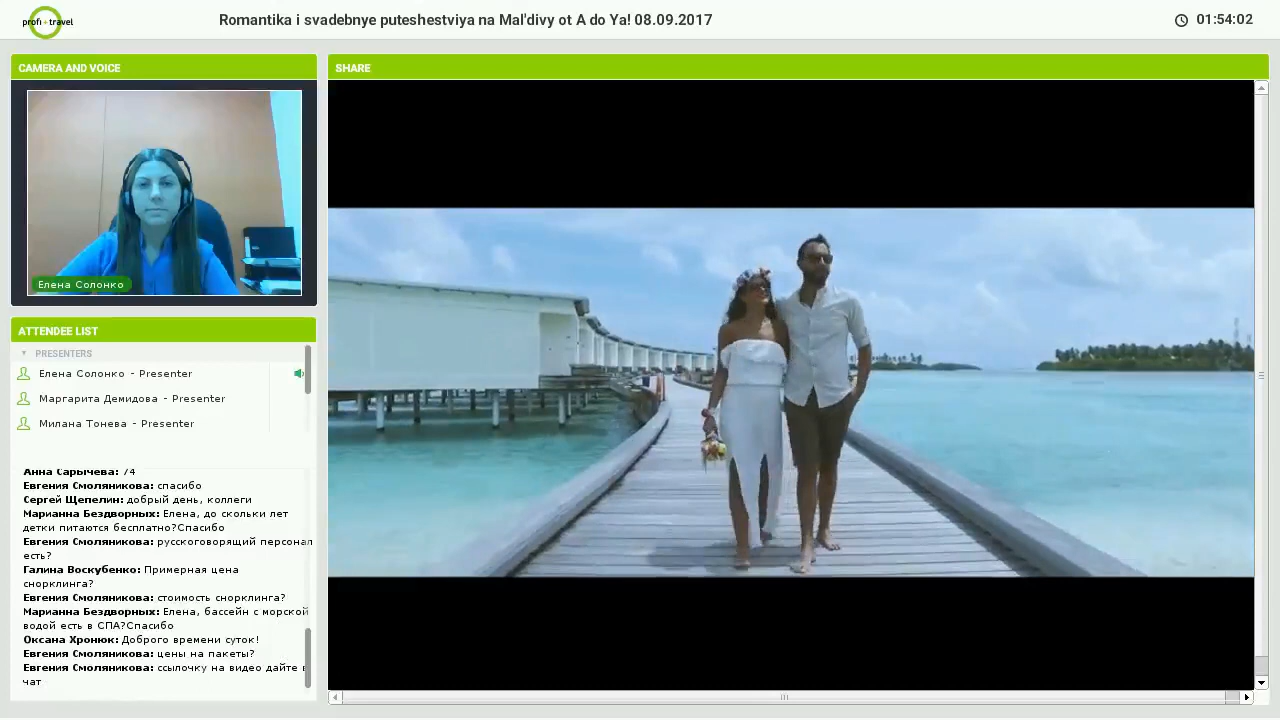 profi travel
Romantika i svadebnye puteshestviya na Mal'divy ot A do Ya! 08.09.2017
01:54:02
CAMERA AND VOICE
SHARE
Елена Солонко
ATTENDEE LIST
PRESENTERS
Елена Солонко - Presenter
Маргарита Демидова - Presenter
Милана Тонева - Presenter
Анна Сарычева: 74
Евгения Смоляникова: спасибо
Сергей Щепелин: добрый день, коллеги
Марианна Бездворных: Елена, до скольки лет
детки питаются бесплатно?Спасибо
Евгения Смоляникова: русскоговорящий персонал
есть?
Галина Воскубенко: Примерная цена
снорклинга?
Евгения Смоляникова: стоимость снорклинга?
Марианна Бездворных: Елена, бассейн с морской
водой есть в СПА?Спасибо
Оксана Хронюк: Доброго времени суток!
Евгения Смоляникова: цены на пакеты?
Евгения Смоляникова: ссылочку на видео дайте в
чат